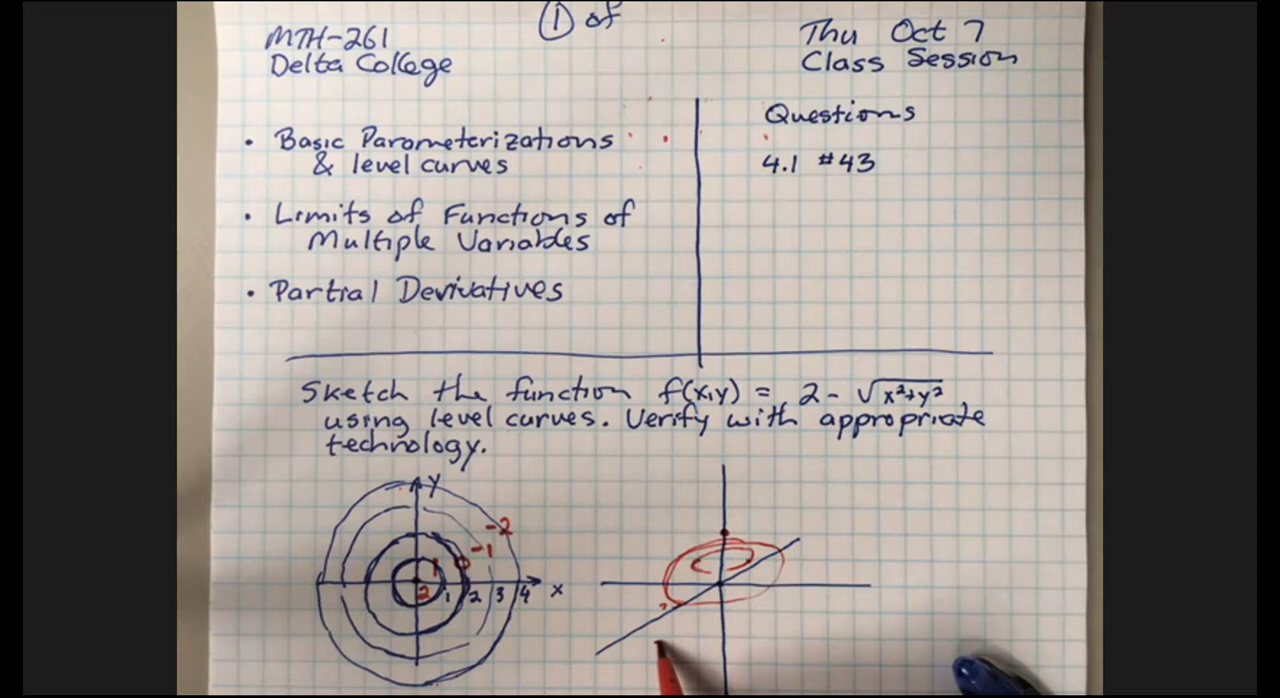 ① of
MTH-261
Delta College
Thu Oct 7
Class Session
• Basic Parameterizations
& level curves
• Limits of Functions of
Multiple Variables
• Partial Derivatives
Questions
4.1 #43
Sketch the function f(x,y) = 2 - √x²+y²
using level curves. Verify with appropriate
technology.
y
-2
-1
1
0
2
1 2 3 4 x